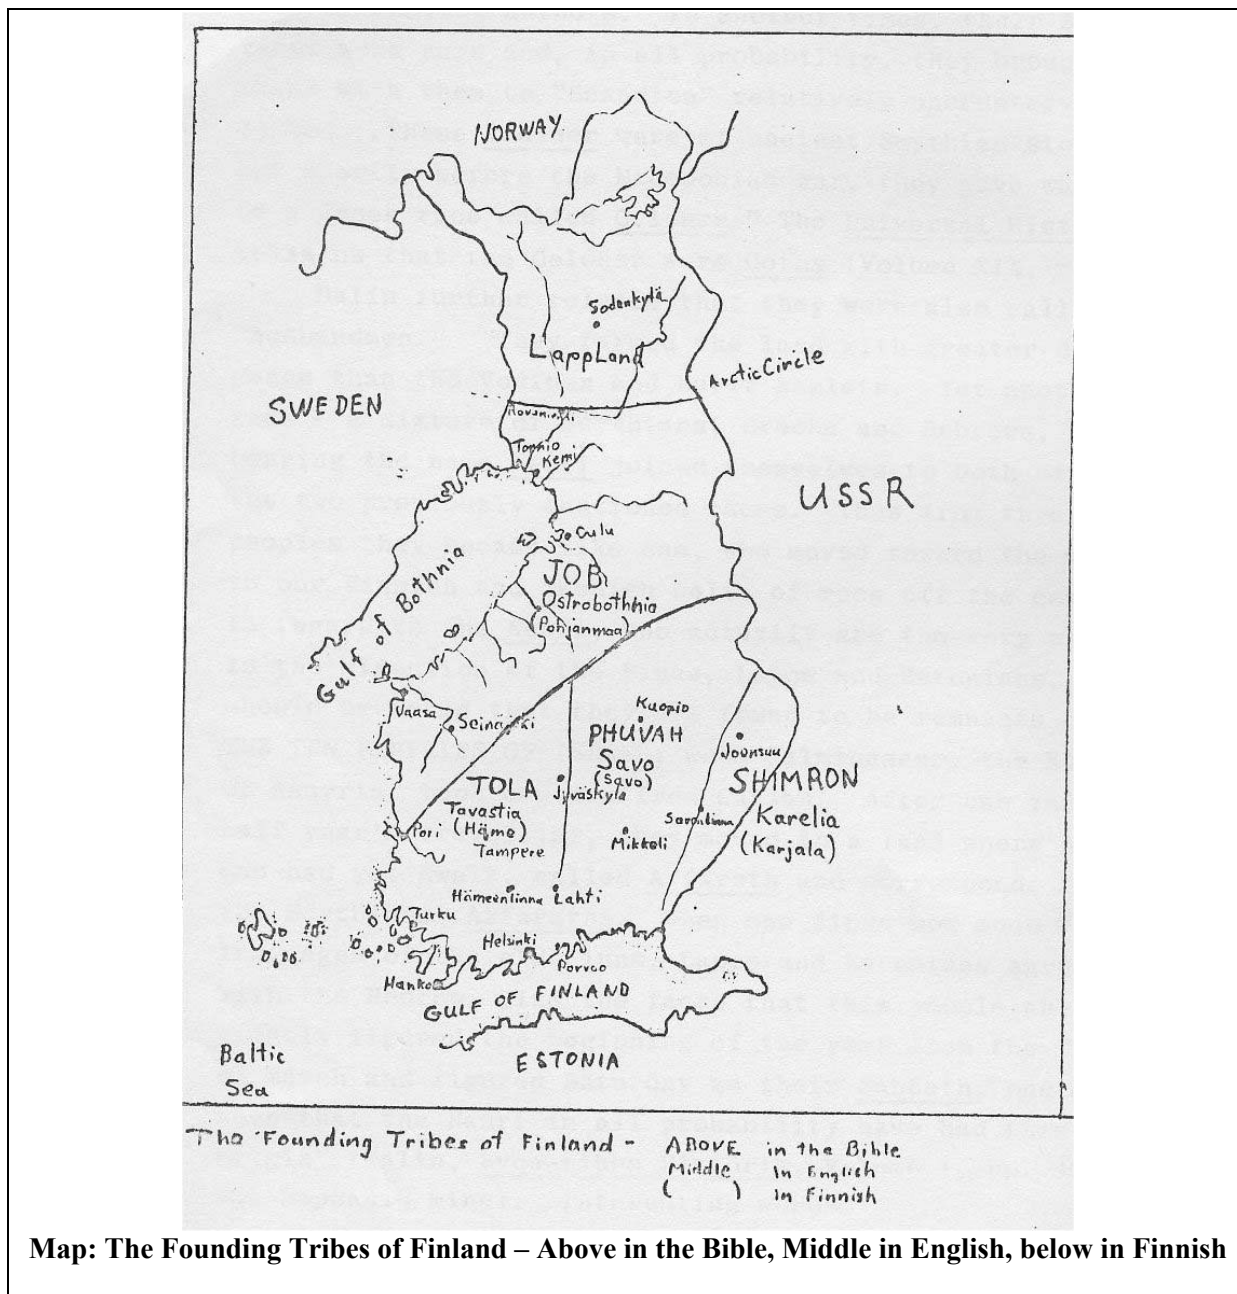 NORWAY
Sodankylä
LappLand
Arctic Circle
SWEDEN
Rovaniemi
Tornio
Kemi
USSR
Oulu
Gulf of Bothnia
JOB
Ostrobothnia
(Pohjanmaa)
Vaasa
Seinäjoki
Kuopio
PHUVAH
Savo
(Savo)
Joensuu
SHIMRON
Karelia
(Karjala)
TOLA
Jyväskylä
Tavastia
(Häme)
Pori
Tampere
Mikkeli
Savonlinna
Hämeenlinna
Lahti
Turku
Helsinki
Porvoo
Hanko
GULF OF FINLAND
ESTONIA
Baltic
Sea
The Founding Tribes of Finland - ABOVE in the Bible
(Middle) in English
( ) in Finnish
Map: The Founding Tribes of Finland – Above in the Bible, Middle in English, below in Finnish